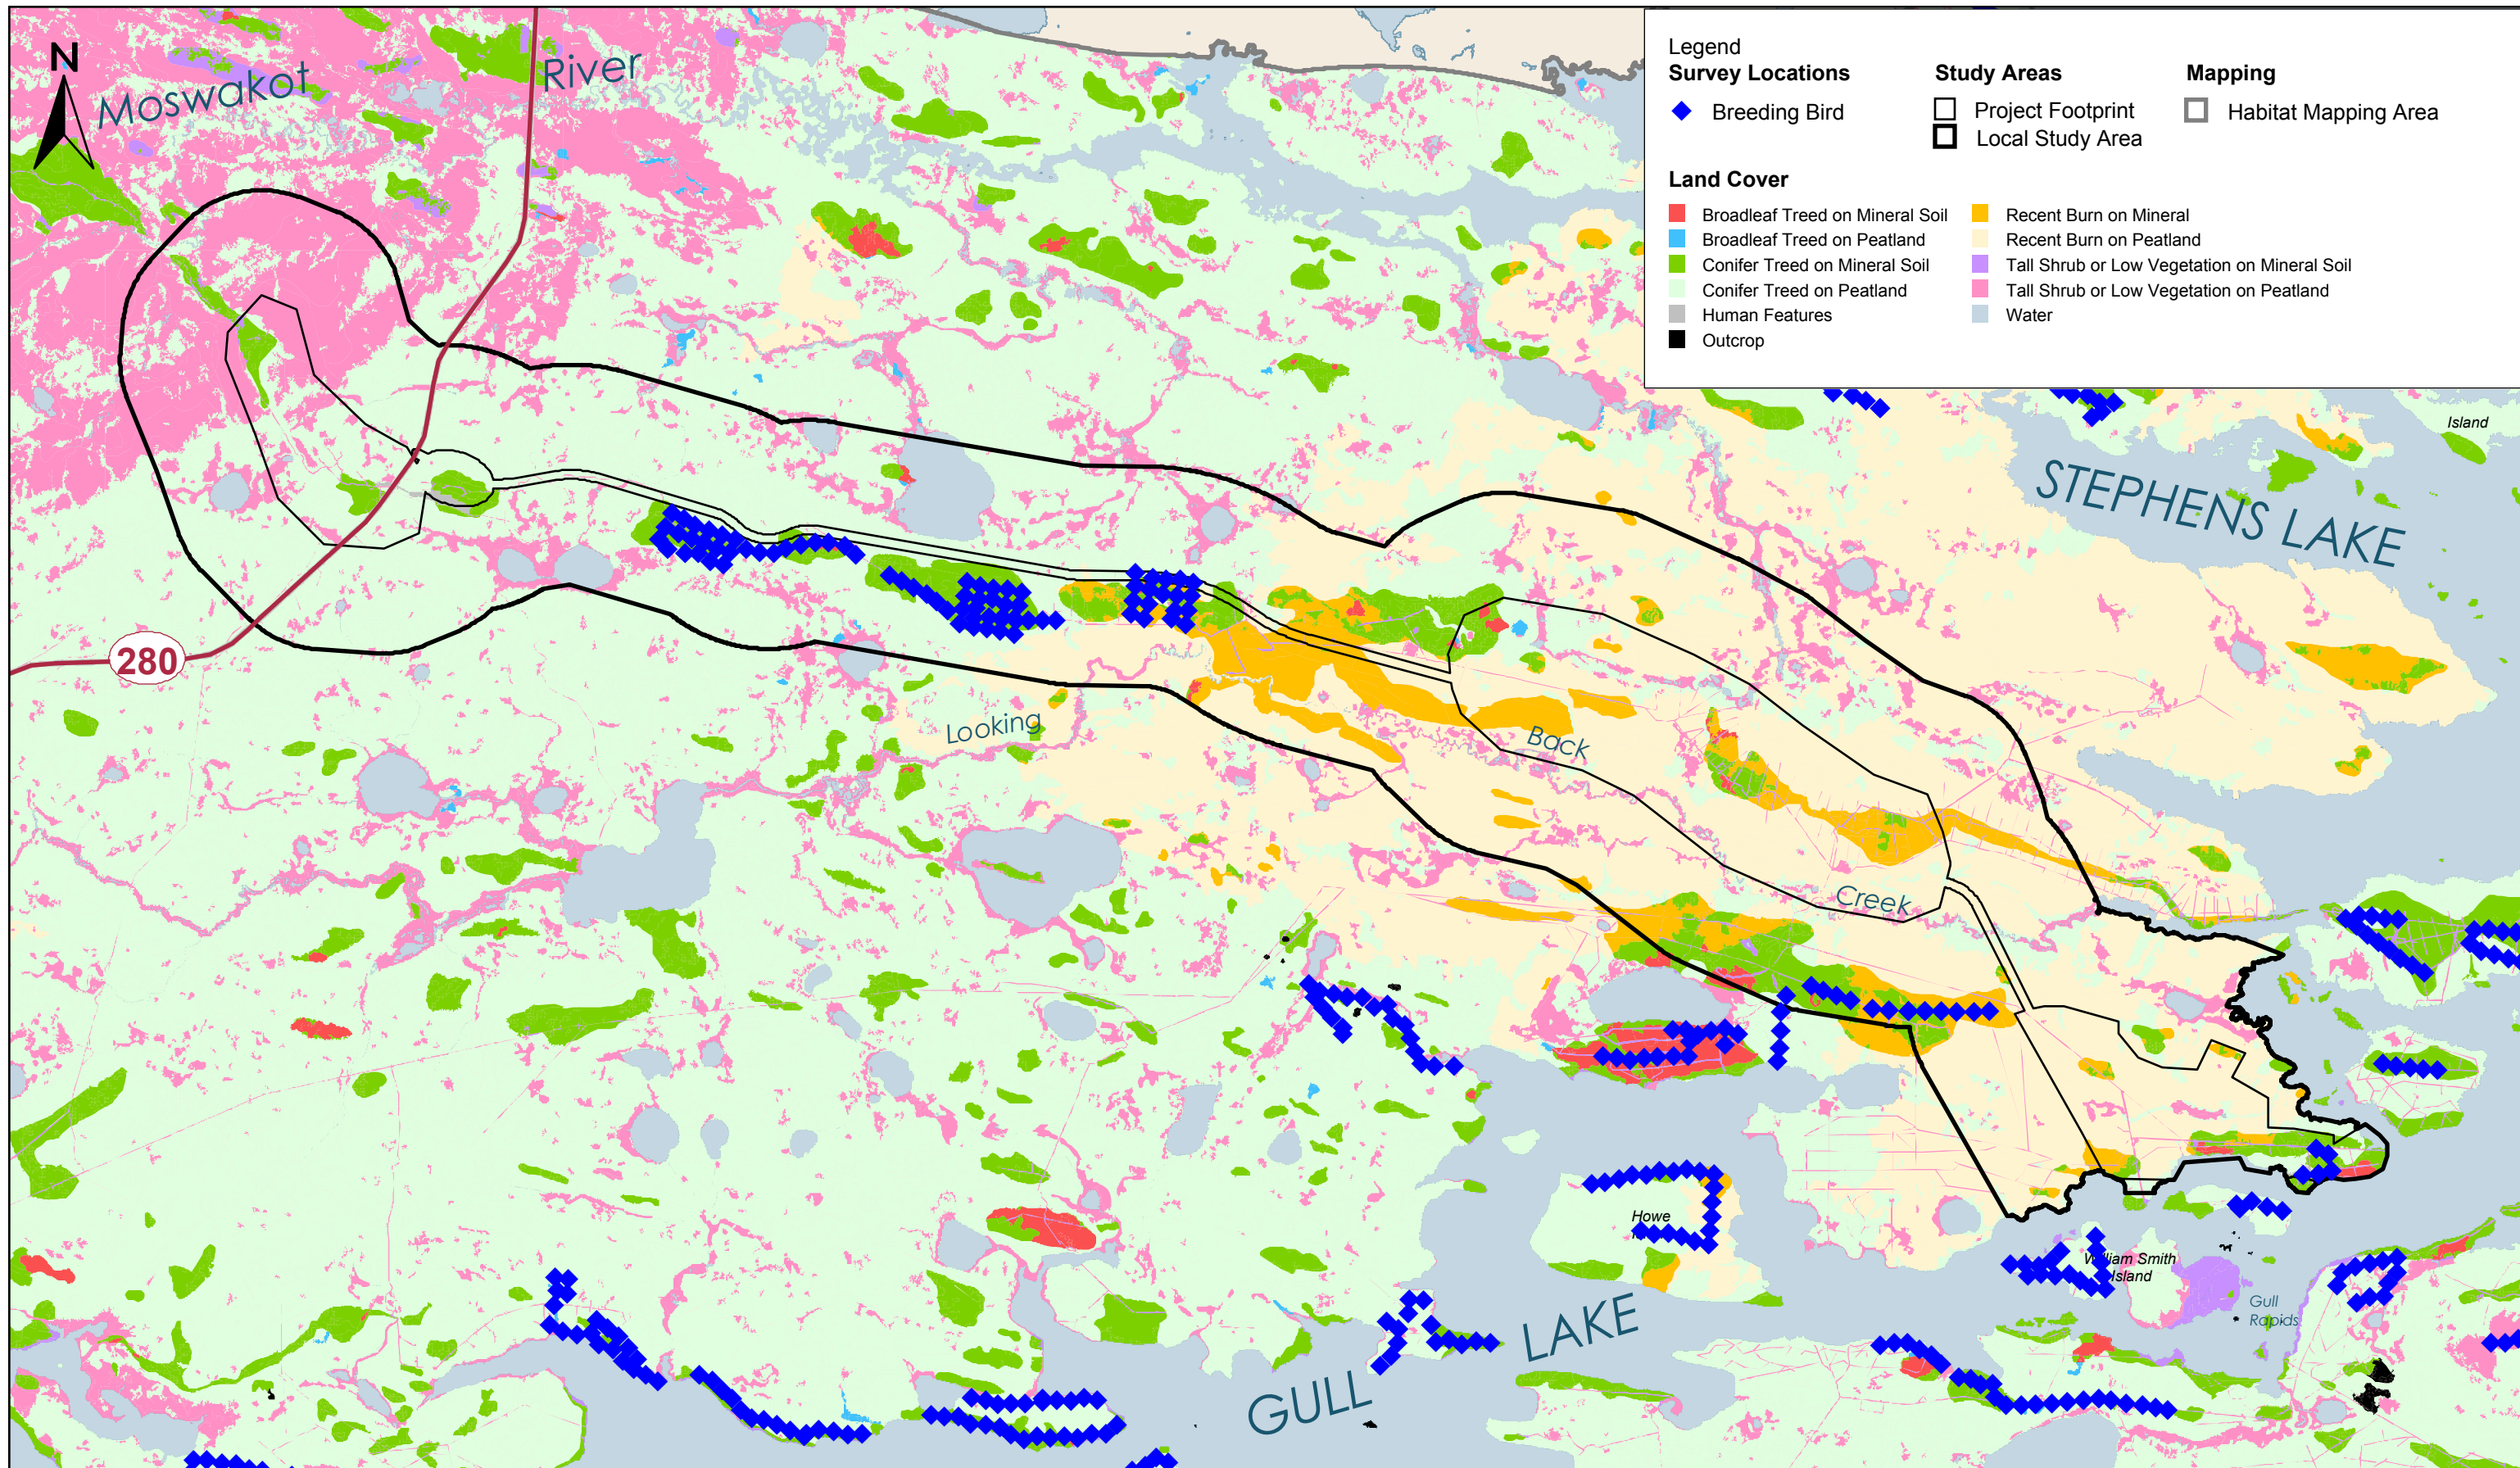 N
Moswakot
River
Legend
Survey Locations
Breeding Bird
Study Areas
Project Footprint
Local Study Area
Mapping
Habitat Mapping Area
Land Cover
Broadleaf Treed on Mineral Soil
Broadleaf Treed on Peatland
Conifer Treed on Mineral Soil
Conifer Treed on Peatland
Human Features
Outcrop
Recent Burn on Mineral
Recent Burn on Peatland
Tall Shrub or Low Vegetation on Mineral Soil
Tall Shrub or Low Vegetation on Peatland
Water
Island
STEPHENS LAKE
280
Looking
Back
Creek
Howe
William Smith
Island
Gull
Rapids
GULL
LAKE